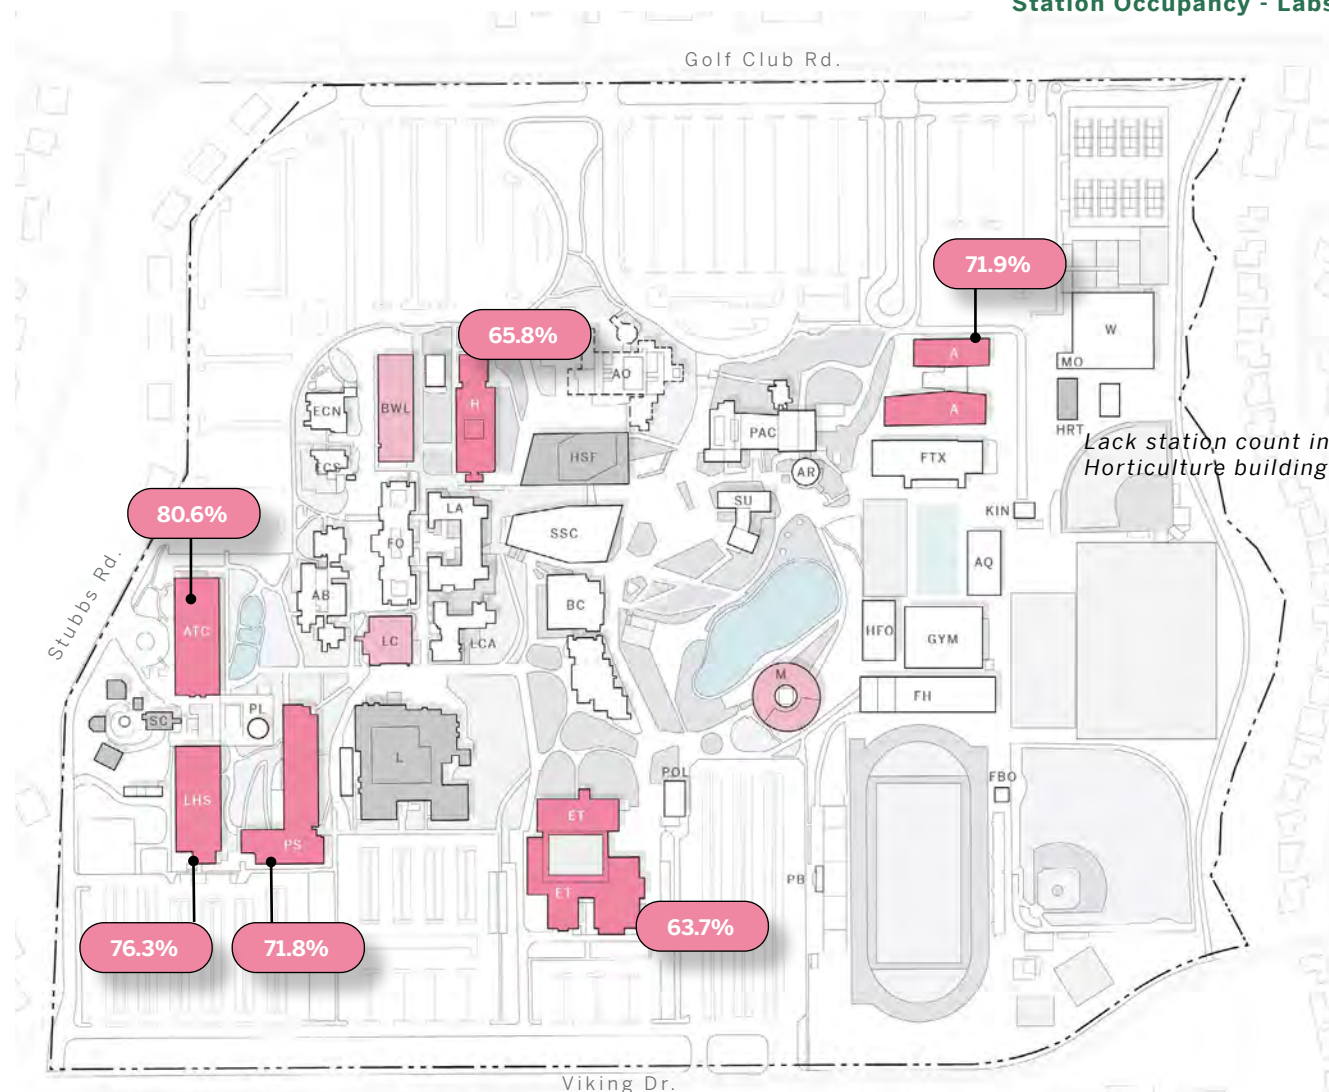 Station Occupancy - Labs
Golf Club Rd.
71.9%
W
65.8%
MO
A
AO
ECN
BWL
H
A
HRT
PAC
Lack station count in
Horticulture building
ECS
HSF
FTX
AR
80.6%
LA
SU
KIN
SSC
FO
AQ
Stubbs Rd.
AB
BC
ATC
LC
LCA
HFO
GYM
M
FH
PL
SC
L
POL
FBO
LHS
ET
PS
PB
ET
76.3%
71.8%
63.7%
Viking Dr.